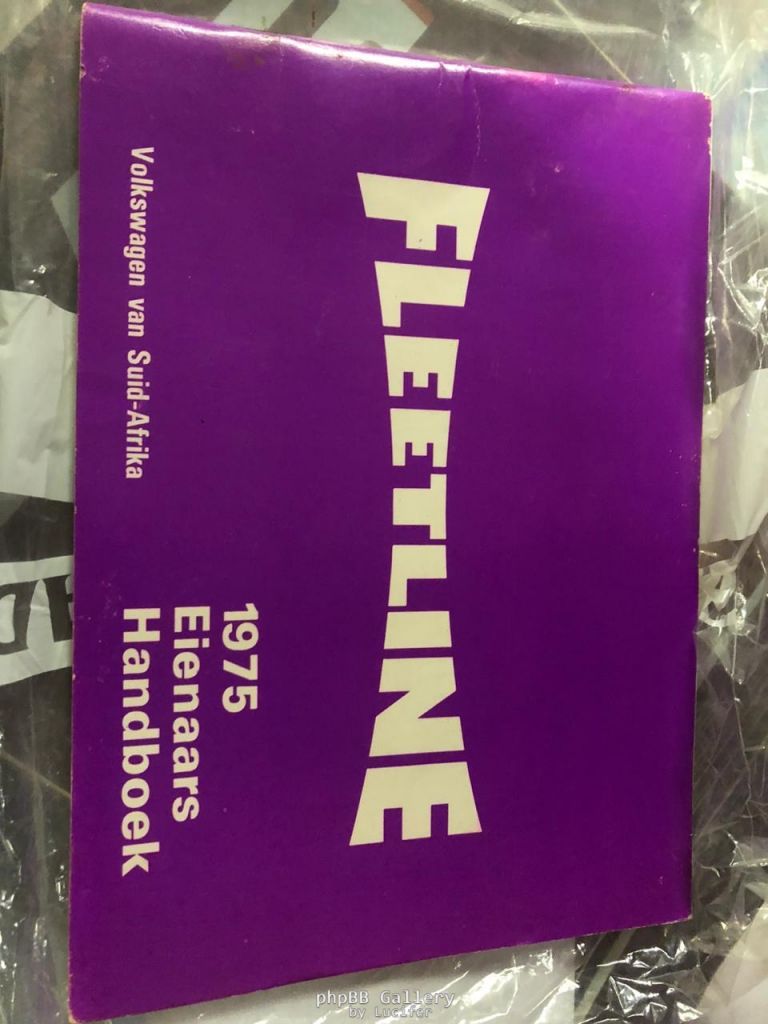 FLEETLINE
1975
Eienaars
Handboek
Volkswagen van Suid-Afrika
phpBB Gallery
by Lucifer